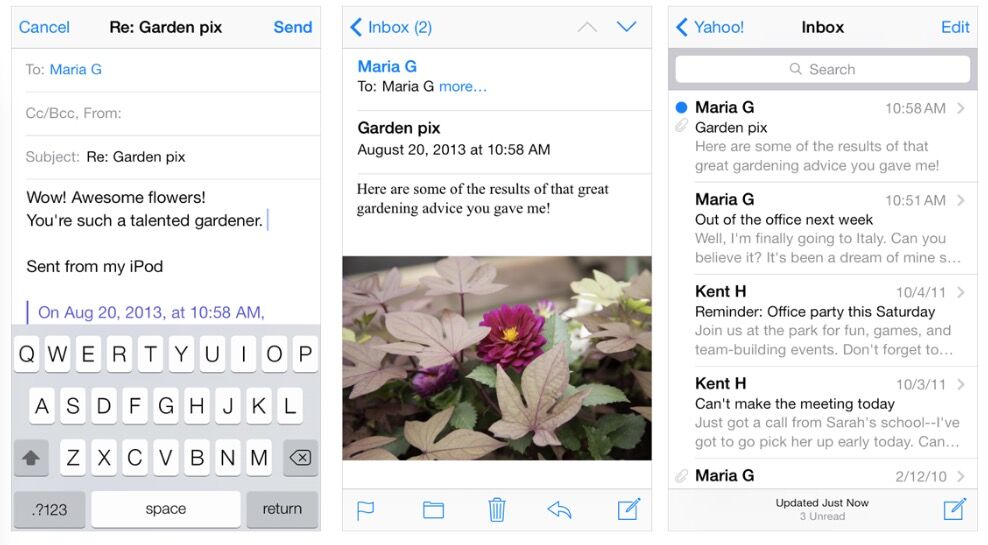 Cancel Re: Garden pix Send
To: Maria G
Cc/Bcc, From:
Subject: Re: Garden pix
Wow! Awesome flowers!
You're such a talented gardener.
Sent from my iPod
On Aug 20, 2013, at 10:58 AM,
Q W E R T Y U I O P
A S D F G H J K L
Z X C V B N M
.?123 space return
Inbox (2)
Maria G
To: Maria G more...
Garden pix
August 20, 2013 at 10:58 AM
Here are some of the results of that great
gardening advice you gave me!
Yahoo! Inbox Edit
Search
Maria G 10:58 AM
Garden pix
Here are some of the results of that
great gardening advice you gave me!
Maria G 10:51 AM
Out of the office next week
Well, I'm finally going to Italy. Can you
believe it? It's been a dream of mine s...
Kent H 10/4/11
Reminder: Office party this Saturday
Join us at the park for fun, games, and
team-building events. Don't forget to...
Kent H 10/3/11
Can't make the meeting today
Just got a call from Sarah's school--I've
got to go pick her up early today. Can...
Maria G 2/12/10
Updated Just Now
3 Unread